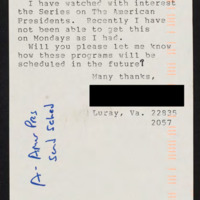 I have watched with interest
the Series on The American
Presidents. Recently I have
not been able to get this
on Mondays as I had.
Will you please let me know
how these programs will be
scheduled in the future?
Many thanks,
Luray, Va. 22835
2057
A- Amer Pres
Send Sched